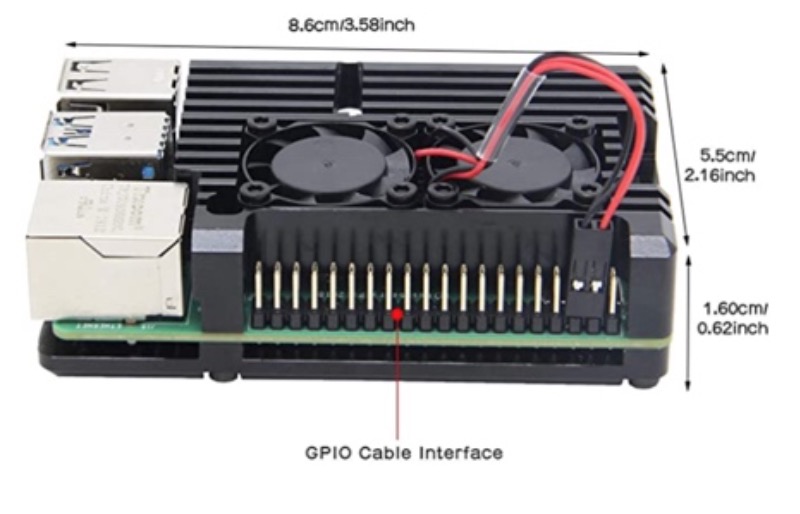 8.6cm/3.58inch
5.5cm/
2.16inch
1.60cm/
0.62inch
GPIO Cable Interface